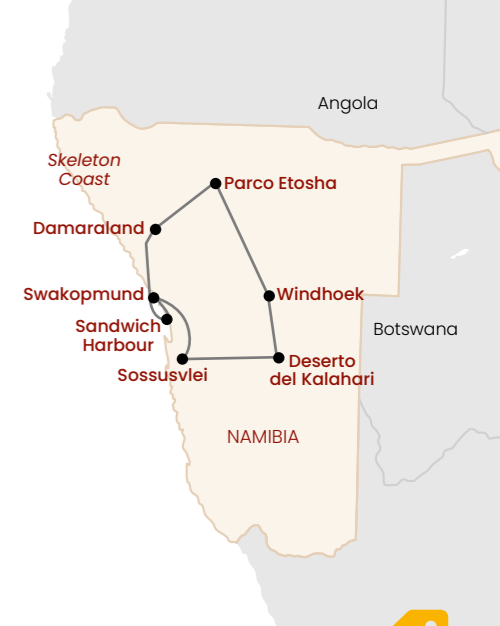 Angola
Skeleton
Coast
Parco Etosha
Damaraland
Swakopmund
Windhoek
Sandwich
Harbour
Botswana
Deserto
del Kalahari
Sossusvlei
NAMIBIA